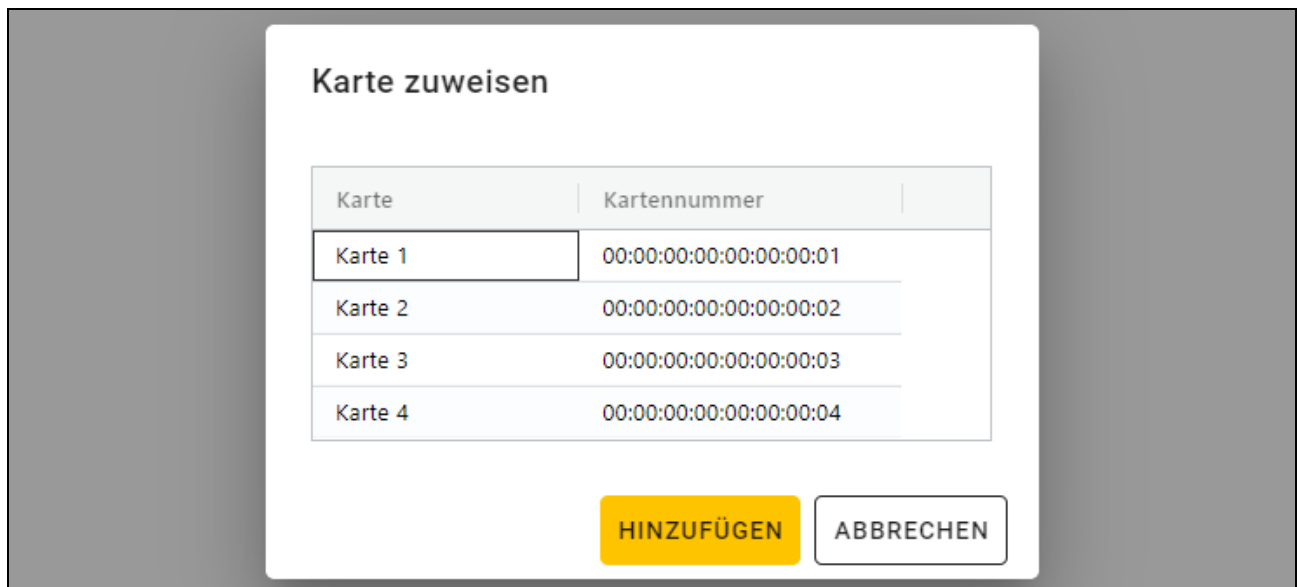 Karte zuweisen
Karte Kartennummer
Karte 1 00:00:00:00:00:00:00:01
Karte 2 00:00:00:00:00:00:00:02
Karte 3 00:00:00:00:00:00:00:03
Karte 4 00:00:00:00:00:00:00:04
HINZUFÜGEN ABBRECHEN